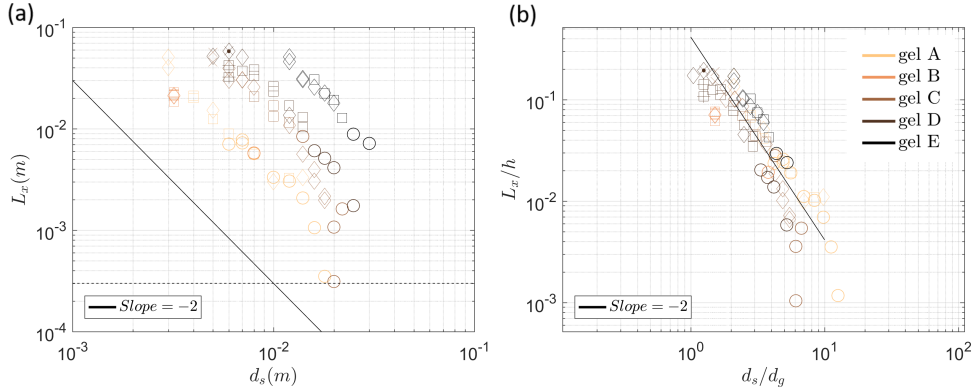 (a)
10^-1
10^-2
10^-3
10^-4
L_x(m)
Slope = −2
10^-3
10^-2
10^-1
d_s(m)
(b)
10^0
10^-1
10^-2
10^-3
L_x/h
gel A
gel B
gel C
gel D
gel E
Slope = −2
10^0
10^1
10^2
d_s/d_g